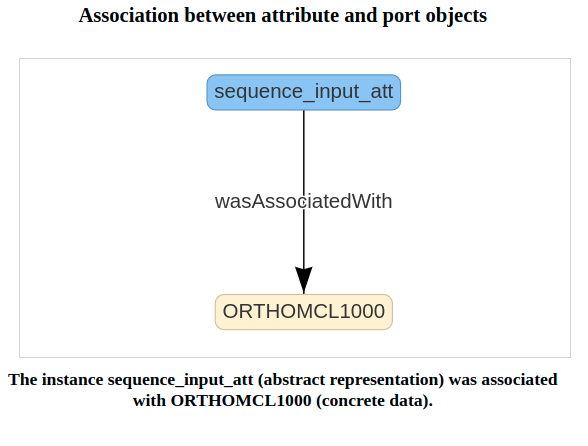 Association between attribute and port objects
sequence_input_att
wasAssociatedWith
ORTHOMCL1000
The instance sequence_input_att (abstract representation) was associated
with ORTHOMCL1000 (concrete data).